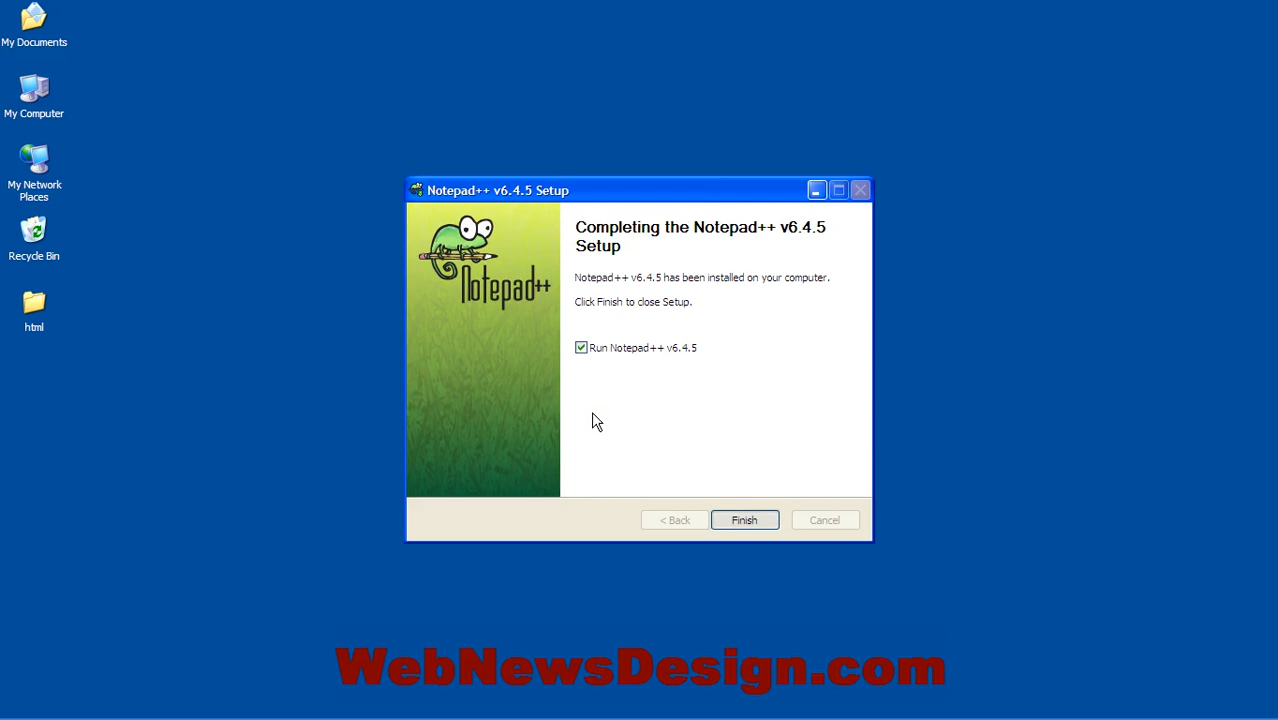 My Documents
My Computer
My Network
Places
Recycle Bin
html
Notepad++ v6.4.5 Setup
Notepad++
Completing the Notepad++ v6.4.5
Setup
Notepad++ v6.4.5 has been installed on your computer.
Click Finish to close Setup.
Run Notepad++ v6.4.5
< Back
Finish
Cancel
WebNewsDesign.com